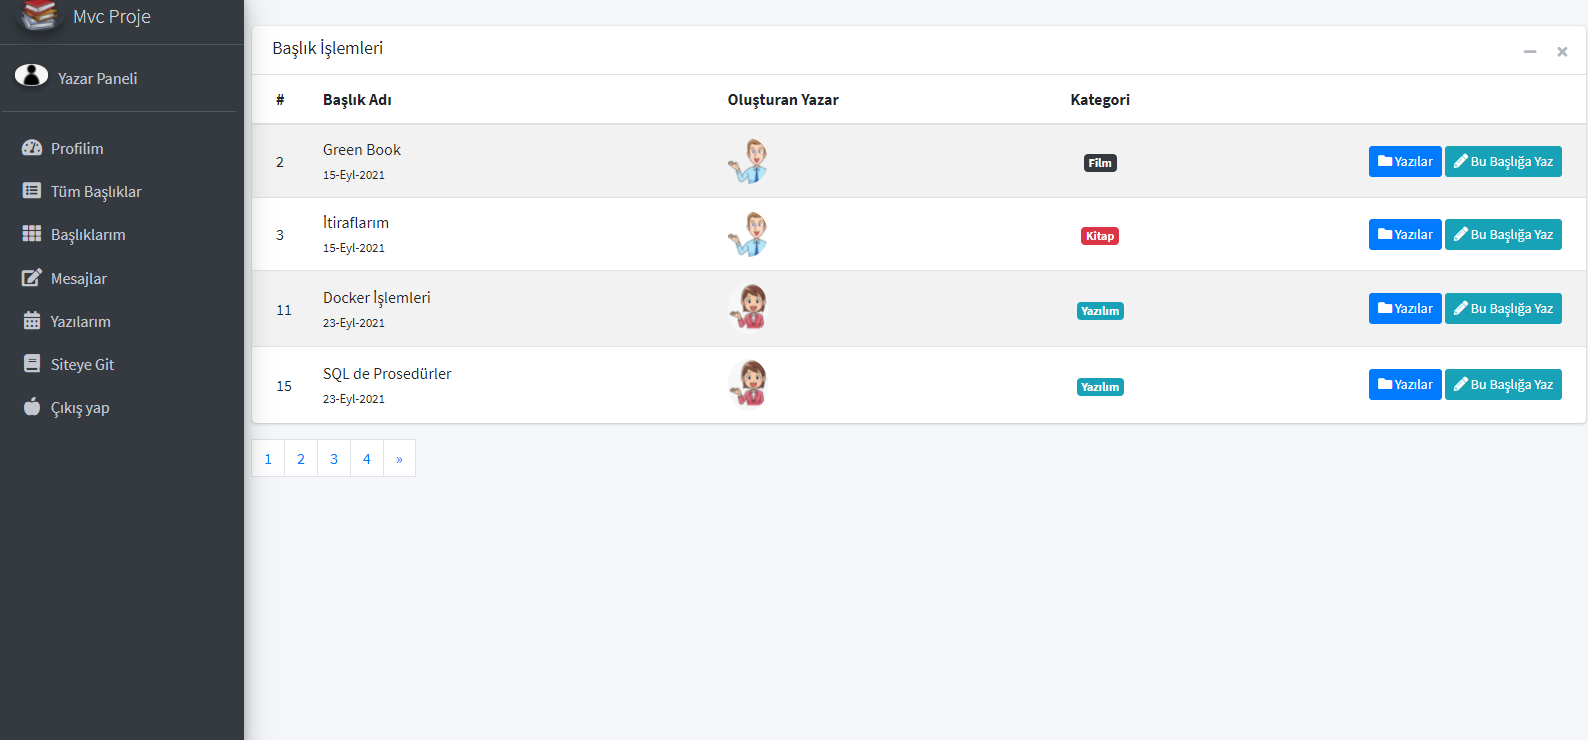 Mvc Proje
Yazar Paneli
Profilim
Tüm Başlıklar
Başlıklarım
Mesajlar
Yazılarım
Siteye Git
Çıkış yap
Başlık İşlemleri
# Başlık Adı Oluşturan Yazar Kategori
2 Green Book Film Yazılar Bu Başlığa Yaz
15-Eyl-2021
3 İtiraflarım Kitap Yazılar Bu Başlığa Yaz
15-Eyl-2021
11 Docker İşlemleri Yazılım Yazılar Bu Başlığa Yaz
23-Eyl-2021
15 SQL de Prosedürler Yazılım Yazılar Bu Başlığa Yaz
23-Eyl-2021
1 2 3 4 »